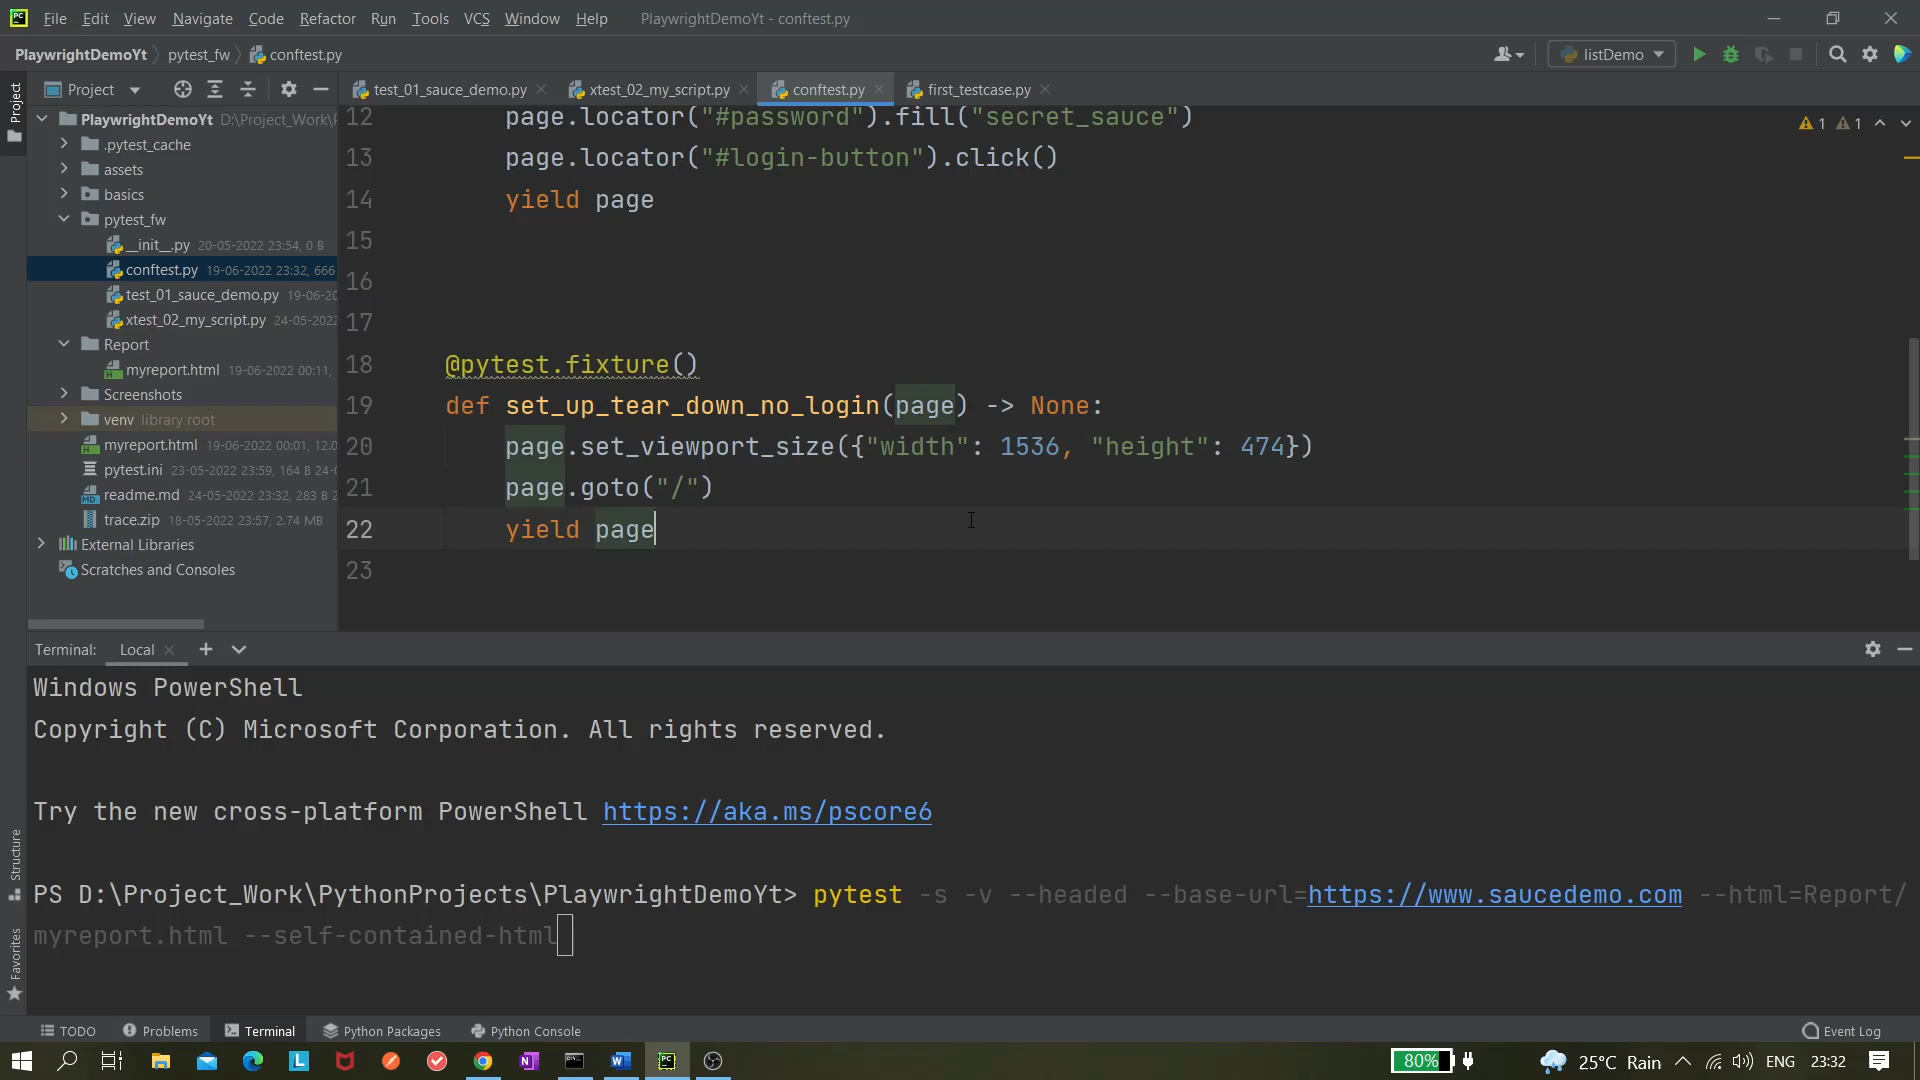 File Edit View Navigate Code Refactor Run Tools VCS Window Help PlaywrightDemoYt - conftest.py
PlaywrightDemoYt pytest_fw conftest.py listDemo
Project
Project
test_01_sauce_demo.py xtest_02_my_script.py conftest.py first_testcase.py
PlaywrightDemoYt D:\Project_Work\
.pytest_cache
assets
basics
pytest_fw
__init__.py 20-05-2022 23:54, 0 B
conftest.py 19-06-2022 23:32, 666
test_01_sauce_demo.py 19-06-20
xtest_02_my_script.py 24-05-2022
Report
myreport.html 19-06-2022 00:11,
Screenshots
venv library root
myreport.html 19-06-2022 00:01, 12.0
pytest.ini 23-05-2022 23:59, 164 B 24-0
readme.md 24-05-2022 23:32, 283 B 2
trace.zip 18-05-2022 23:57, 2.74 MB
External Libraries
Scratches and Consoles
12 page.locator("#password").fill("secret_sauce")
1 1
13 page.locator("#login-button").click()
14 yield page
15
16
17
18 @pytest.fixture()
19 def set_up_tear_down_no_login(page) -> None:
20 page.set_viewport_size({"width": 1536, "height": 474})
21 page.goto("/")
22 yield page
23
Terminal: Local
Windows PowerShell
Copyright (C) Microsoft Corporation. All rights reserved.
Try the new cross-platform PowerShell https://aka.ms/pscore6
PS D:\Project_Work\PythonProjects\PlaywrightDemoYt> pytest -s -v --headed --base-url=https://www.saucedemo.com --html=Report/
myreport.html --self-contained-html
Structure
Favorites
TODO Problems Terminal Python Packages Python Console Event Log
80% 25°C Rain ENG 23:32